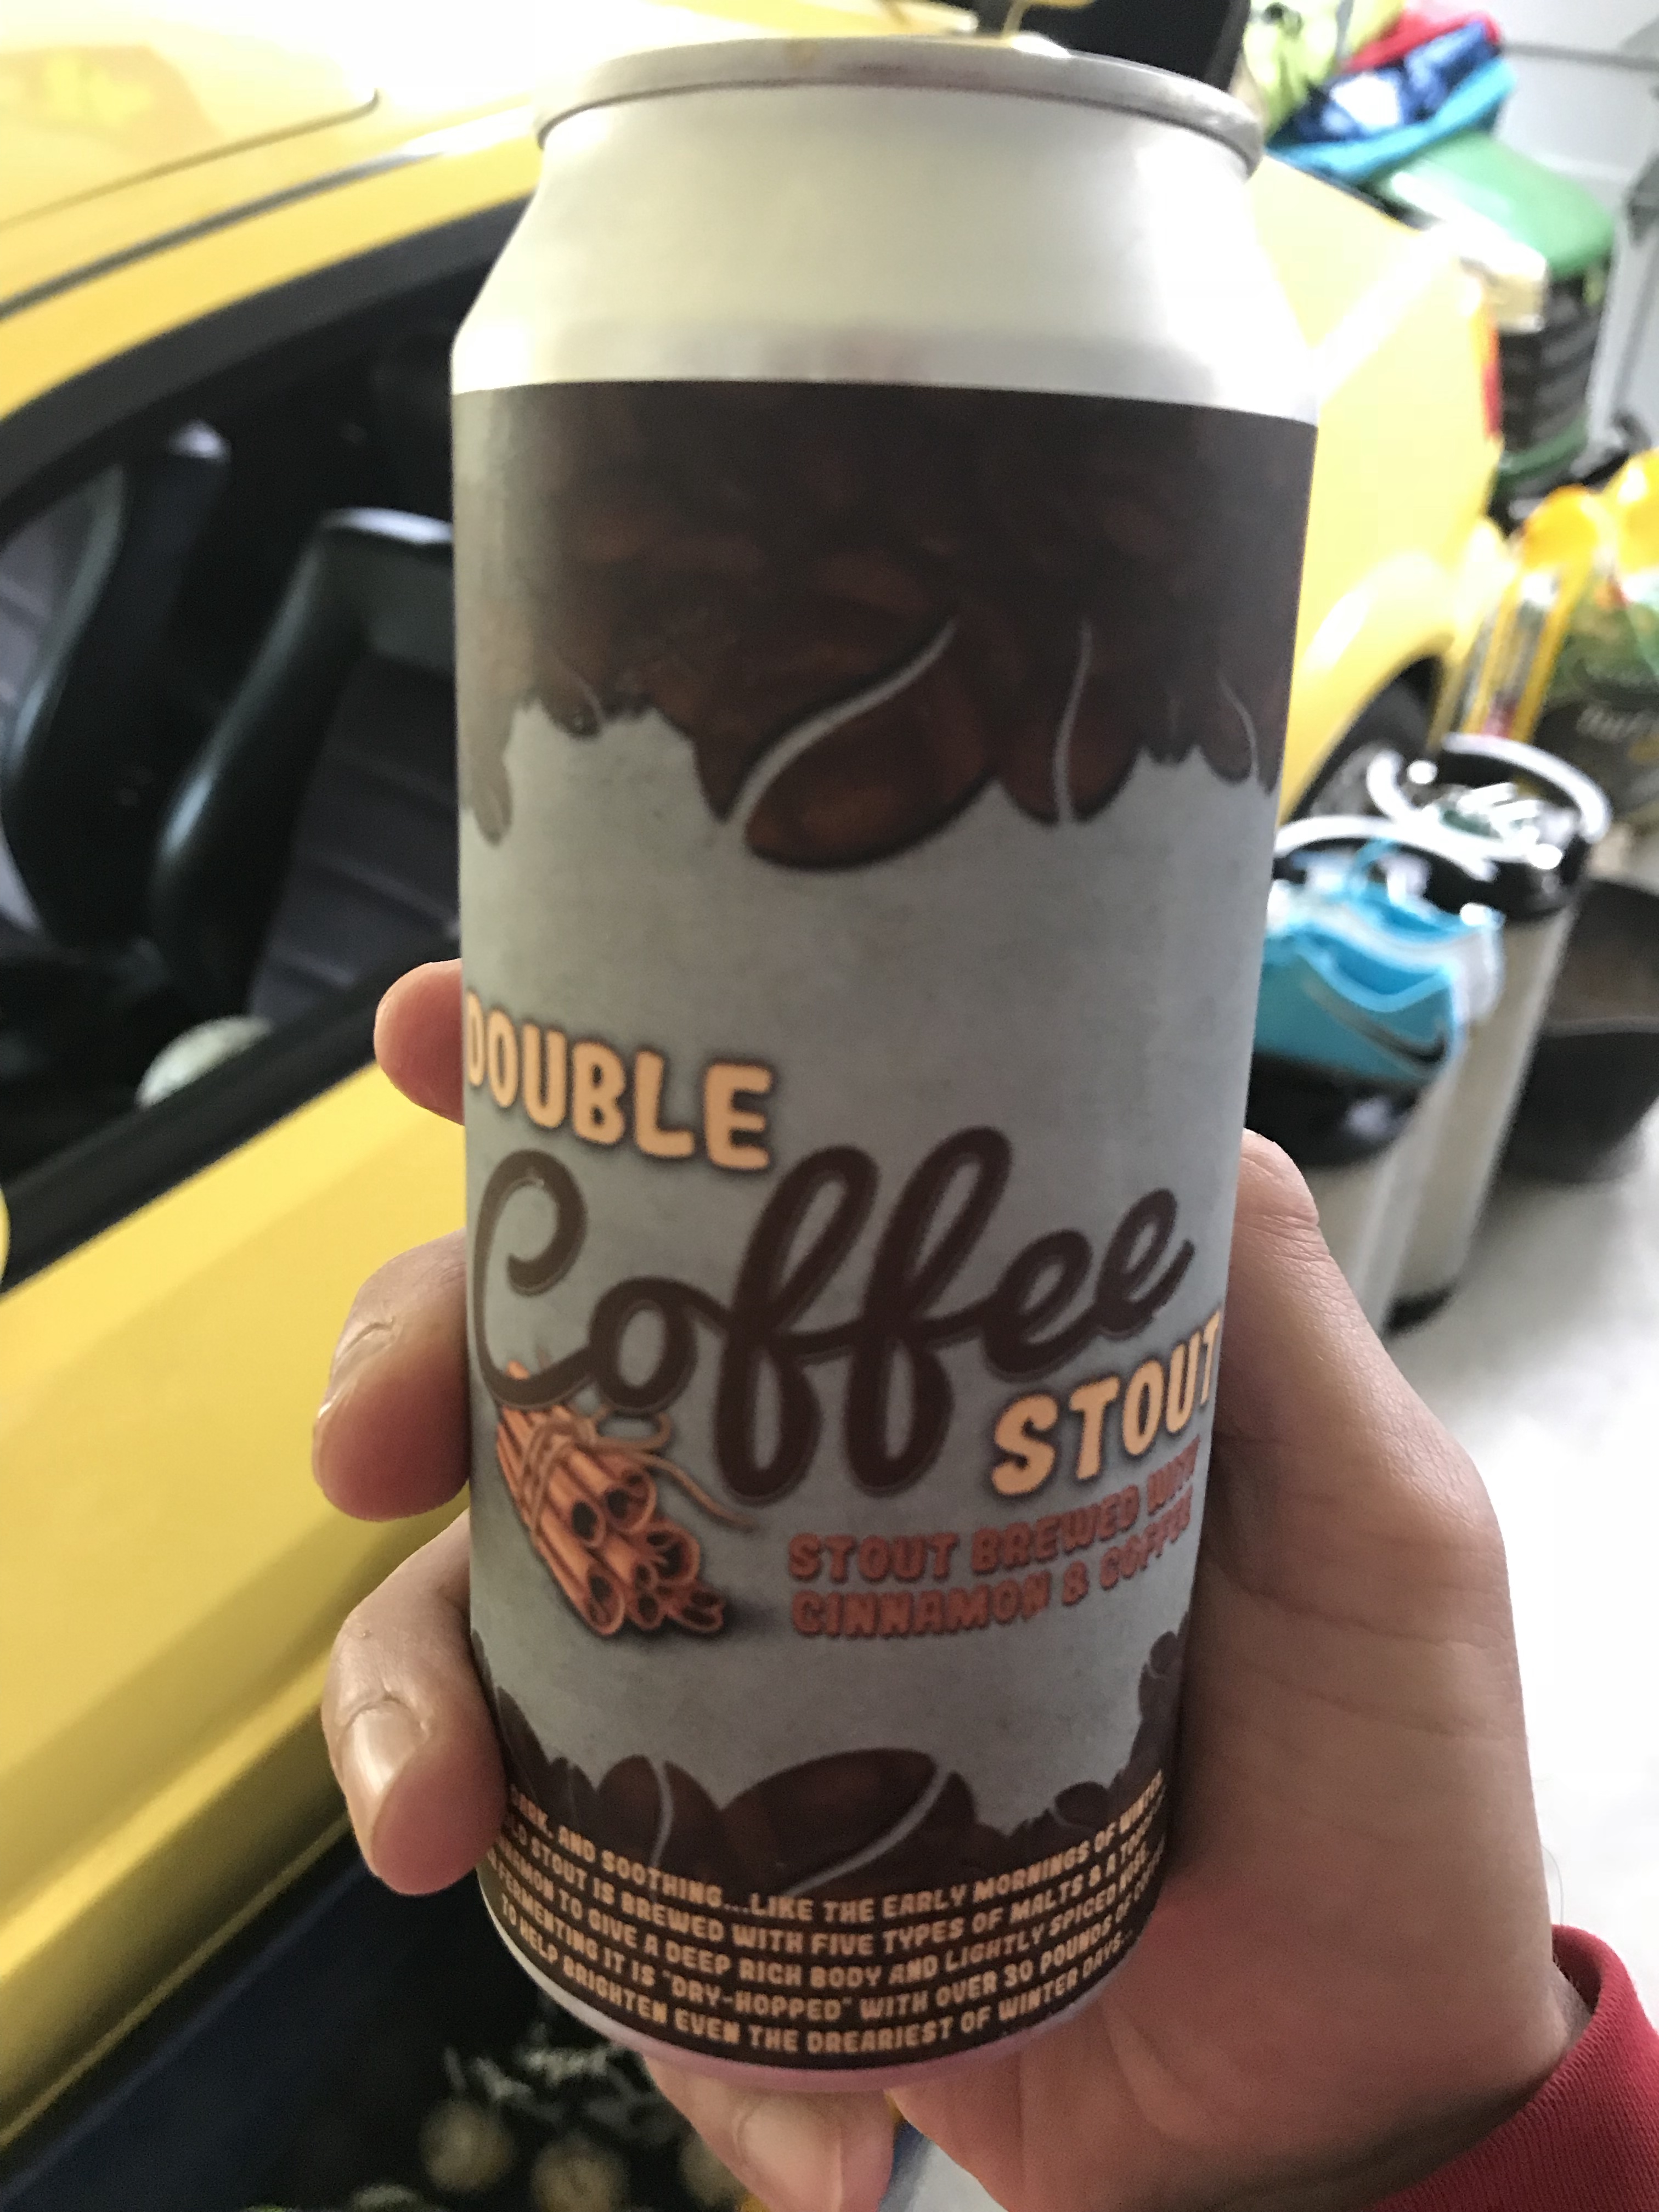 DOUBLE
Coffee
STOUT
STOUT BREWED WITH
CINNAMON & COFFEE
AND SOOTHING...LIKE THE EARLY MORNINGS OF WINTER
STOUT IS BREWED WITH FIVE TYPES OF MALTS & A
TO GIVE A DEEP RICH BODY AND LIGHTLY SPICED NOSE
FERMENTING IT IS "DRY-HOPPED" WITH OVER 30 POUNDS OF
TO HELP BRIGHTEN EVEN THE DREARIEST OF WINTER DAYS...